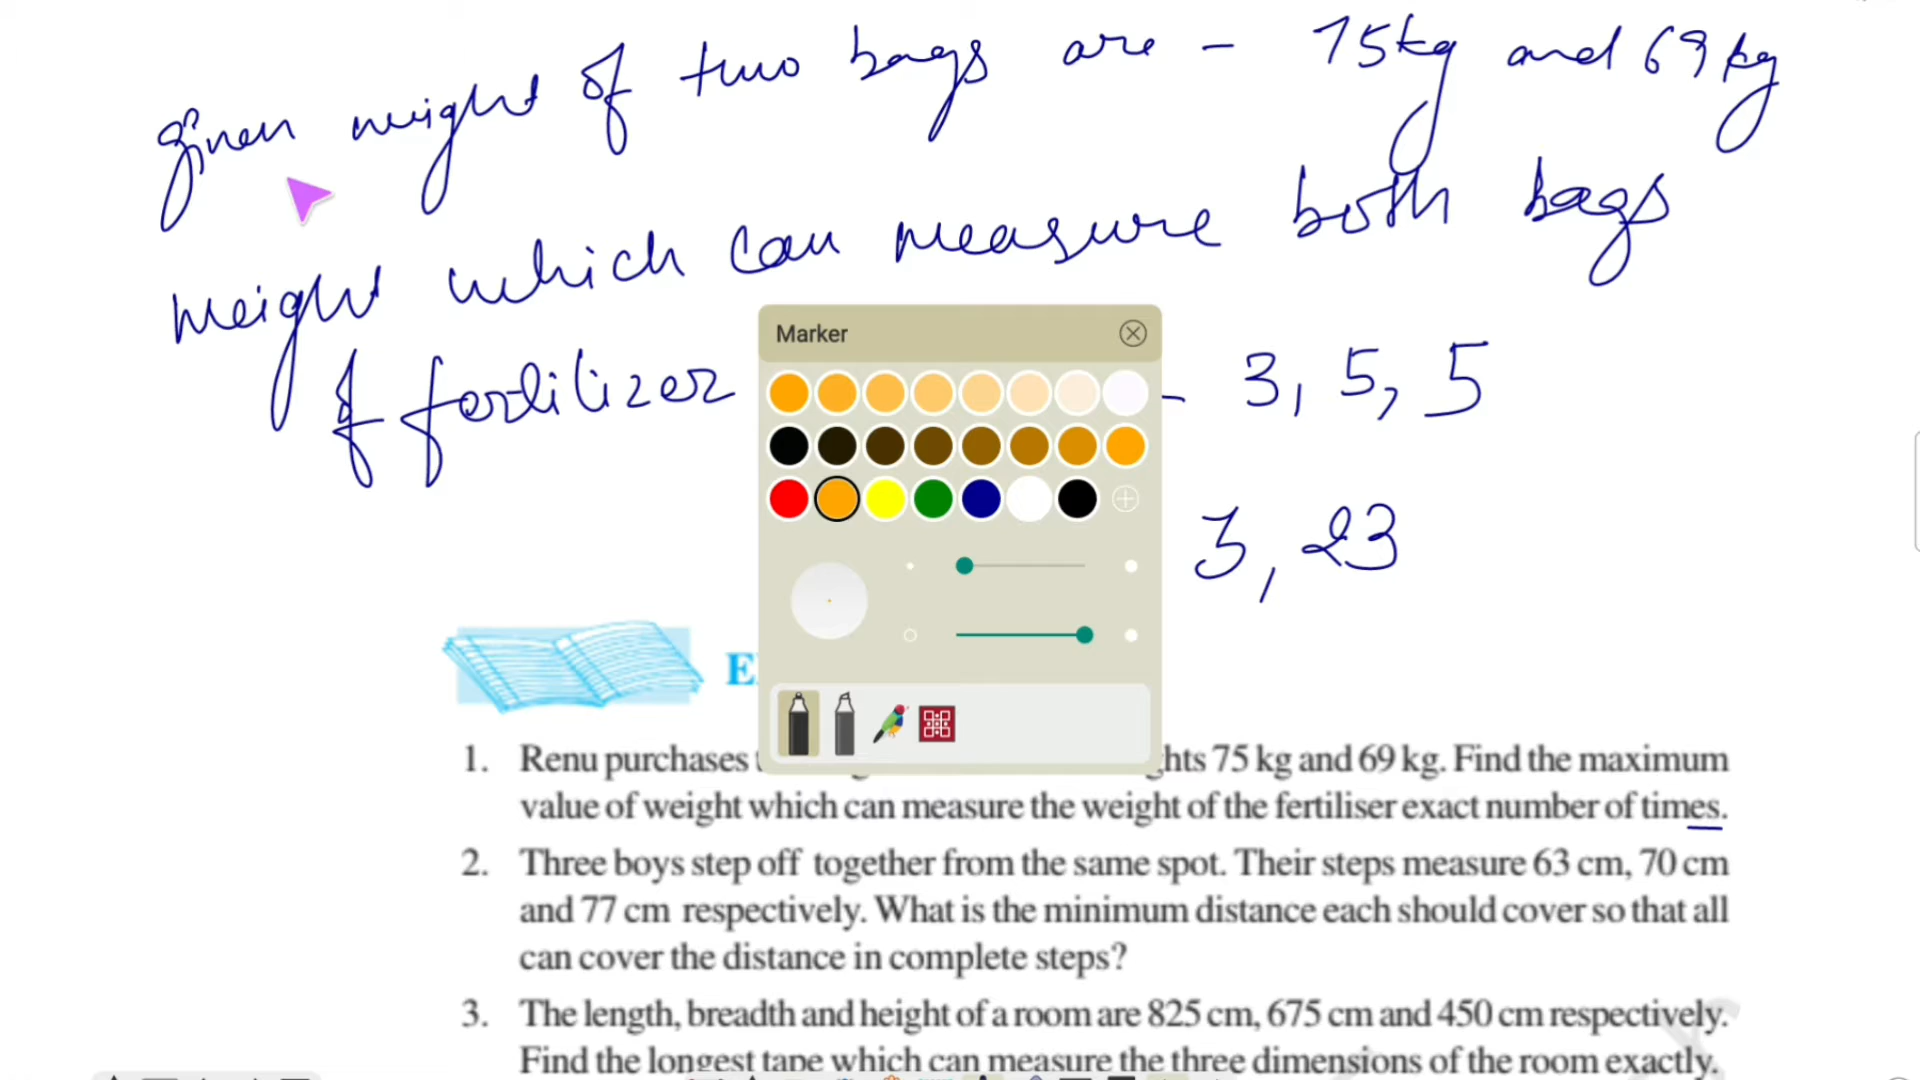 given weight of two bags are - 75kg and 69 kg
weight which can measure both bags
of fertilizer - 3, 5, 5
3, 23
Marker
E
1. Renu purchases hts 75 kg and 69 kg. Find the maximum
value of weight which can measure the weight of the fertiliser exact number of times.
2. Three boys step off together from the same spot. Their steps measure 63 cm, 70 cm
and 77 cm respectively. What is the minimum distance each should cover so that all
can cover the distance in complete steps?
3. The length, breadth and height of a room are 825 cm, 675 cm and 450 cm respectively.
Find the longest tape which can measure the three dimensions of the room exactly.